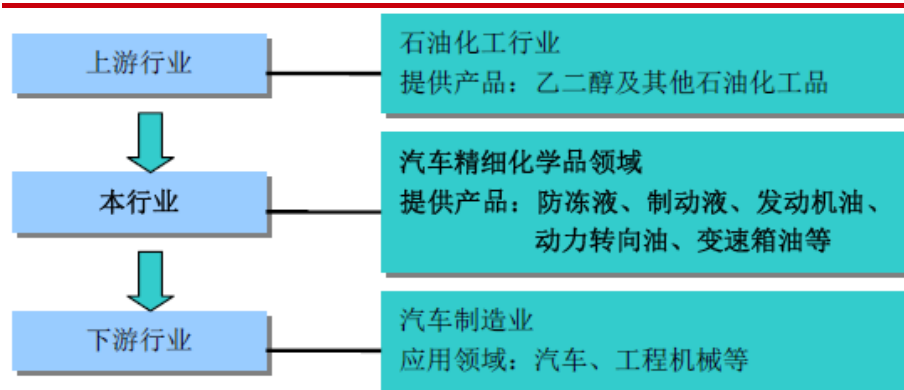 上游行业
石油化工行业
提供产品：乙二醇及其他石油化工品
本行业
汽车精细化学品领域
提供产品：防冻液、制动液、发动机油、
动力转向油、变速箱油等
下游行业
汽车制造业
应用领域：汽车、工程机械等